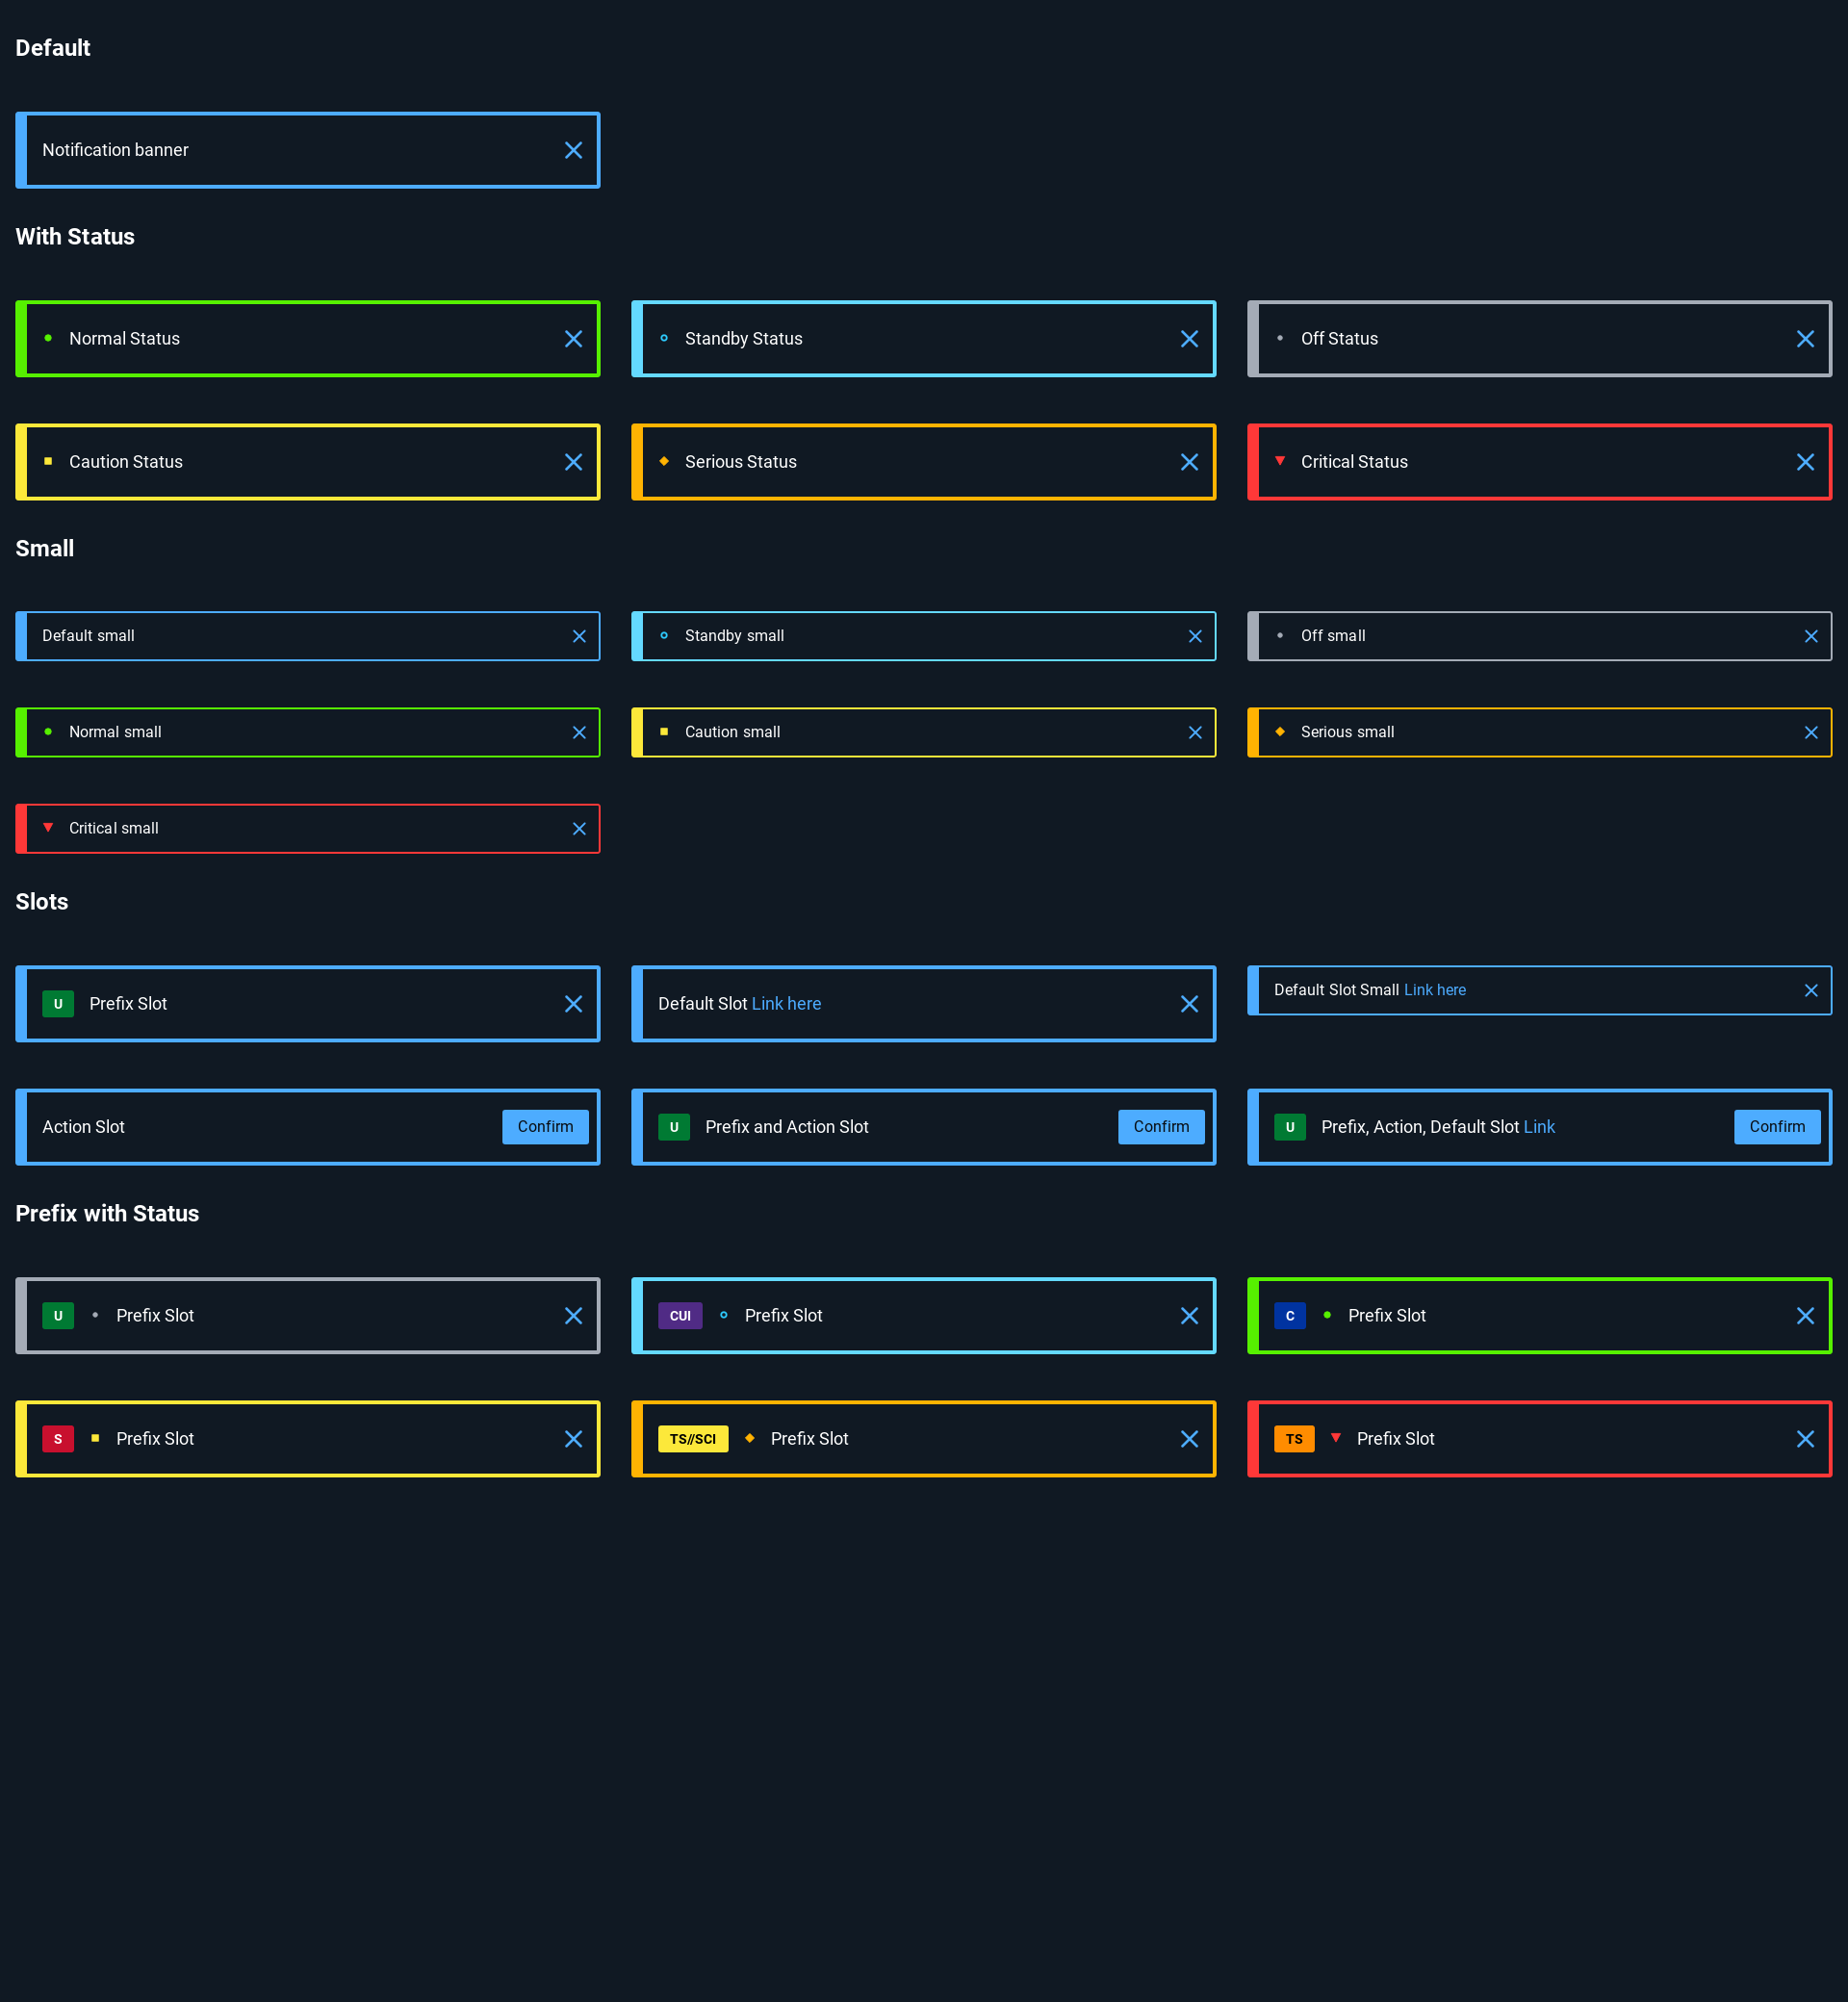 Default
Notification banner
With Status
Normal Status
Standby Status
Off Status
Caution Status
Serious Status
Critical Status
Small
Default small
Standby small
Off small
Normal small
Caution small
Serious small
Critical small
Slots
U Prefix Slot
Default Slot Link here
Default Slot Small Link here
Action Slot Confirm
U Prefix and Action Slot Confirm
U Prefix, Action, Default Slot Link Confirm
Prefix with Status
U Prefix Slot
CUI Prefix Slot
C Prefix Slot
S Prefix Slot
TS//SCI Prefix Slot
TS Prefix Slot